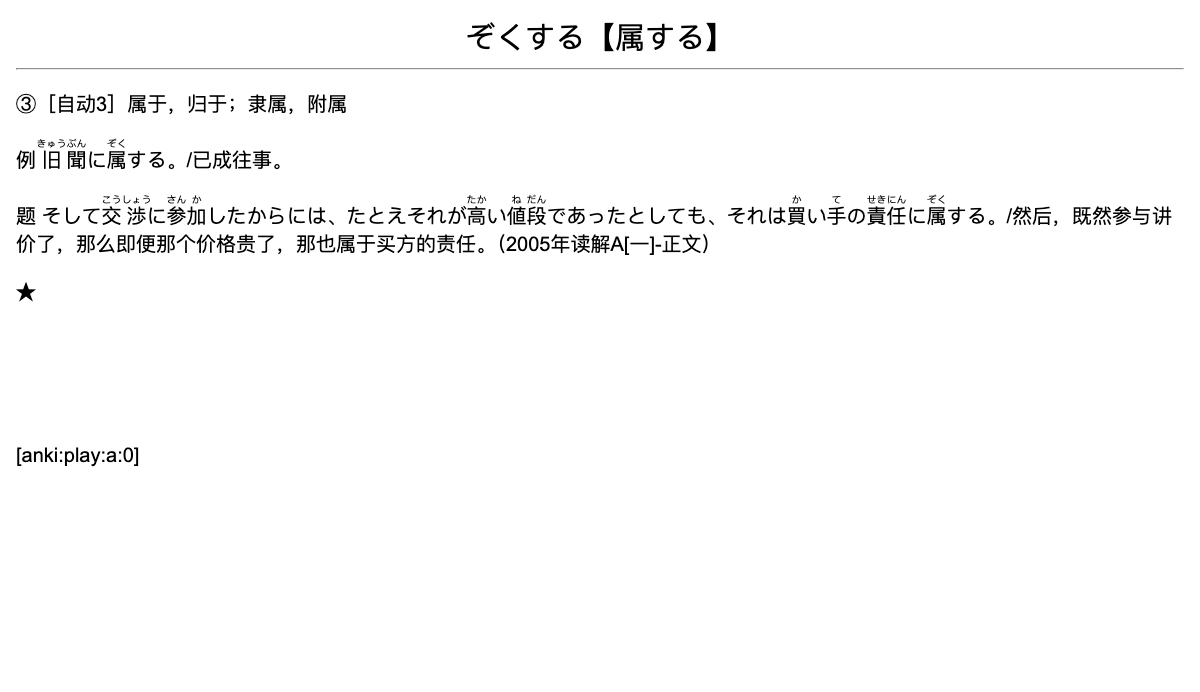 ぞくする【属する】
③［自动3］属于，归于；隶属，附属
きゅうぶん ぞく
例 旧聞に属する。/已成往事。
こうしょう さん か たか ね だん か て せきにん ぞく
题 そして交渉に参加したからには、たとえそれが高い値段であったとしても、それは買い手の責任に属する。/然后，既然参与讲
价了，那么即便那个价格贵了，那也属于买方的责任。（2005年读解A[一]-正文）
★
[anki:play:a:0]